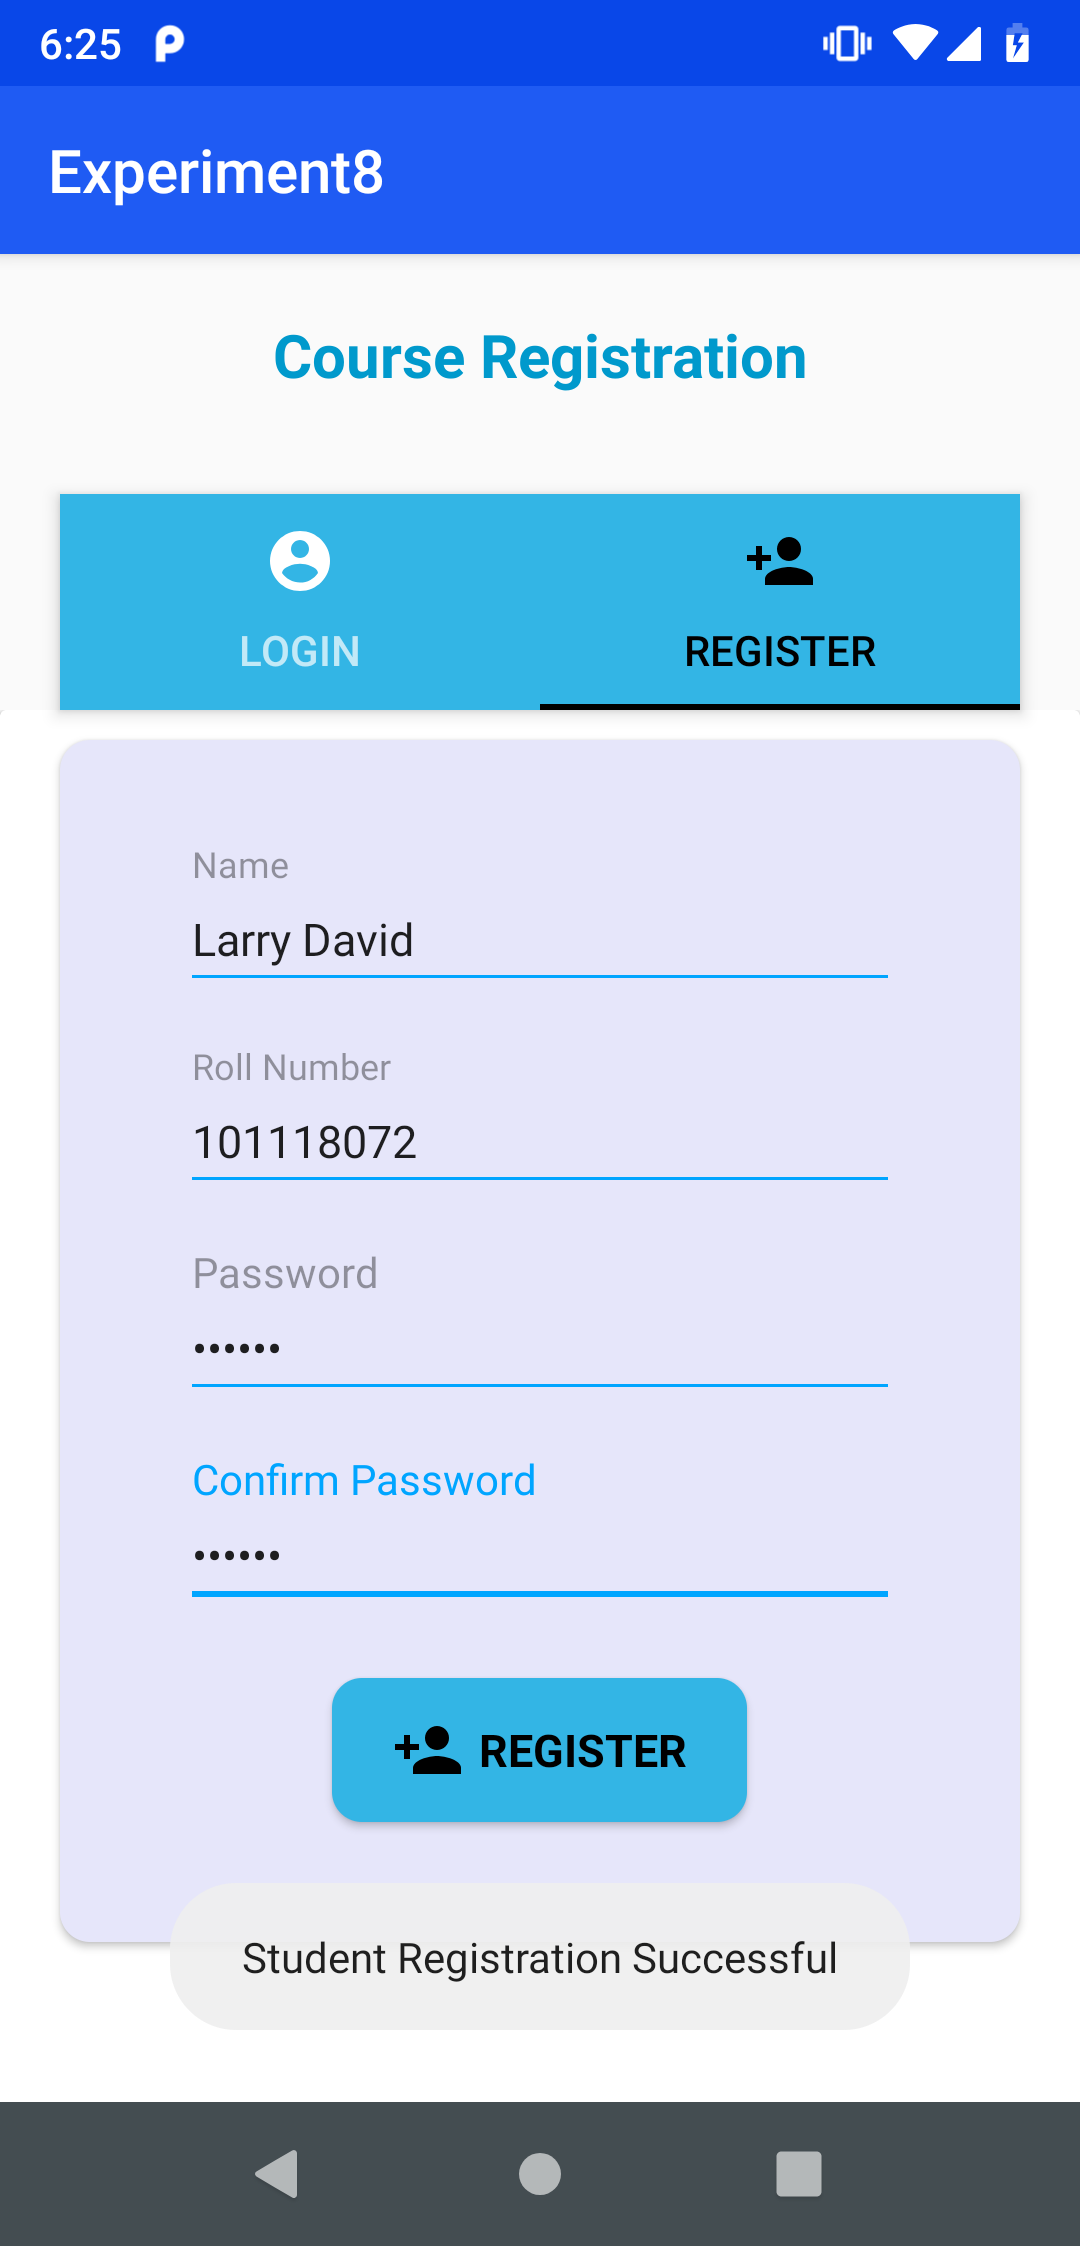 6:25
Experiment8
Course Registration
LOGIN
REGISTER
Name
Larry David
Roll Number
101118072
Password
••••••
Confirm Password
••••••
REGISTER
Student Registration Successful